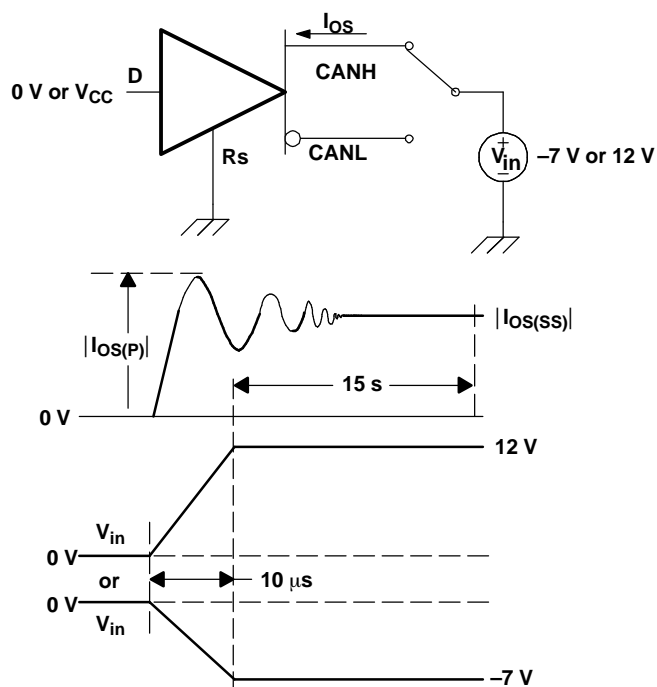 I_OS
D
CANH
0 V or V_CC
Rs
CANL
V_in
+
–
–7 V or 12 V
|I_OS(P)|
|I_OS(SS)|
15 s
0 V
12 V
V_in
0 V
or
10 μs
0 V
V_in
–7 V